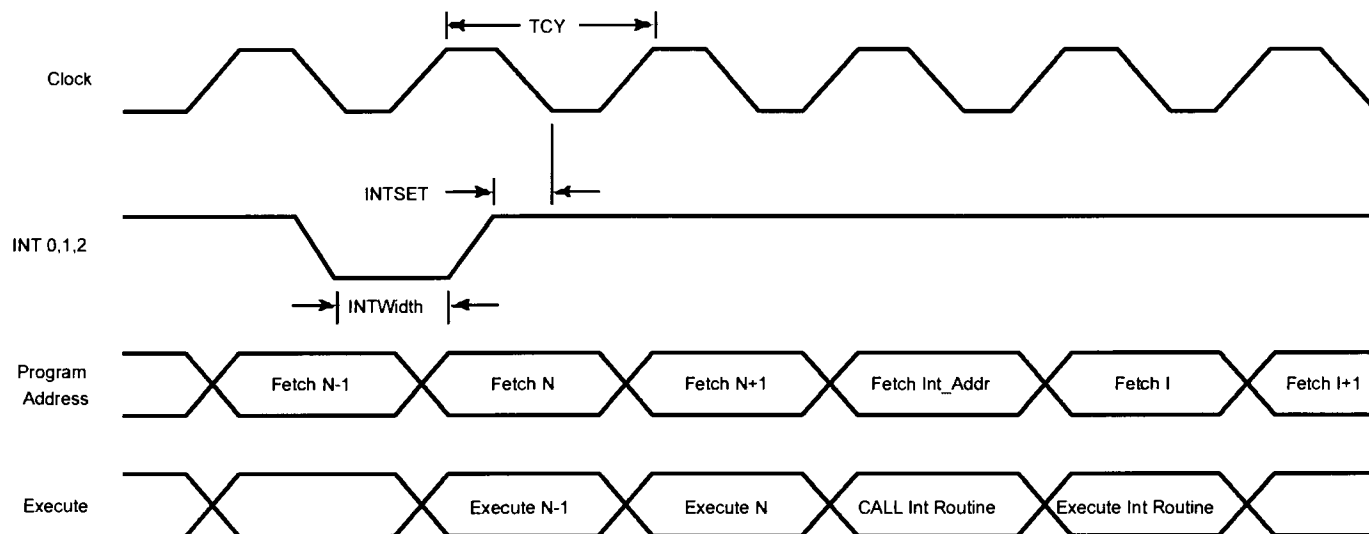 TCY
Clock
INTSET
INT 0,1,2
INTWidth
Program
Address
Fetch N-1
Fetch N
Fetch N+1
Fetch Int_Addr
Fetch I
Fetch I+1
Execute
Execute N-1
Execute N
CALL Int Routine
Execute Int Routine